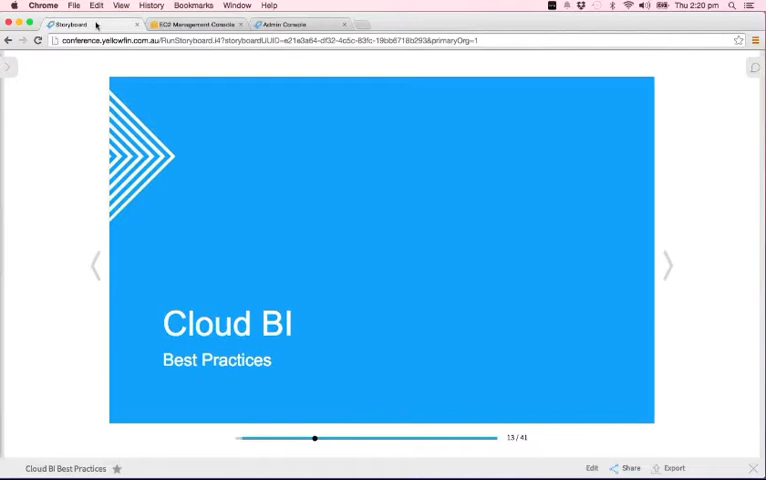 Chrome File Edit View History Bookmarks Window Help Thu 2:20 pm
Storyboard EC2 Management Console Admin Console
conference.yellowfin.com.au/RunStoryboard.i4?storyboardUUID=e21e3a64-df32-4c5c-83fc-19bb6718b293&primaryOrg=1
Cloud BI
Best Practices
13 / 41
Cloud BI Best Practices Edit Share Export